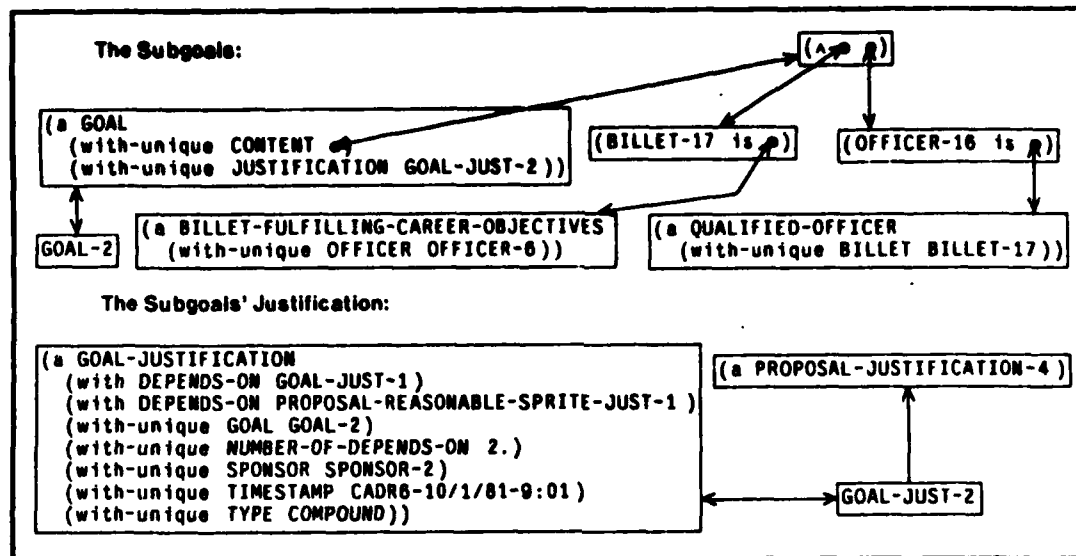 The Subgoals:
(∧ )
(a GOAL
(with-unique CONTENT )
(with-unique JUSTIFICATION GOAL-JUST-2))
(BILLET-17 is )
(OFFICER-16 is )
GOAL-2
(a BILLET-FULFILLING-CAREER-OBJECTIVES
(with-unique OFFICER OFFICER-6))
(a QUALIFIED-OFFICER
(with-unique BILLET BILLET-17))
The Subgoals' Justification:
(a GOAL-JUSTIFICATION
(with DEPENDS-ON GOAL-JUST-1)
(with DEPENDS-ON PROPOSAL-REASONABLE-SPRITE-JUST-1)
(with-unique GOAL GOAL-2)
(with-unique NUMBER-OF-DEPENDS-ON 2.)
(with-unique SPONSOR SPONSOR-2)
(with-unique TIMESTAMP CADR6-10/1/81-9:01)
(with-unique TYPE COMPOUND))
(a PROPOSAL-JUSTIFICATION-4)
GOAL-JUST-2